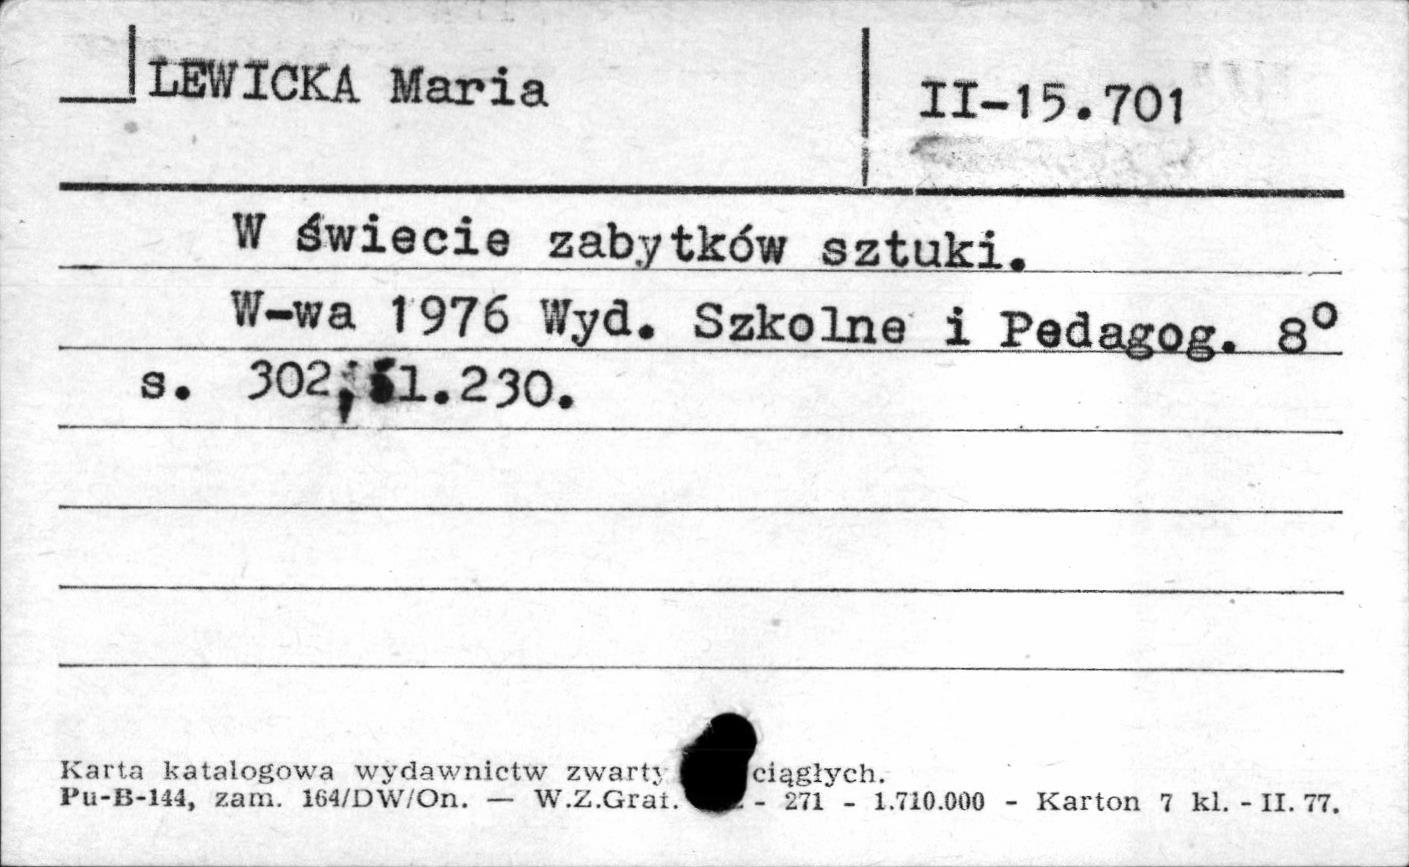 LEWICKA Maria
II-15.701
W świecie zabytków sztuki.
W-wa 1976 Wyd. Szkolne i Pedagog. 8°
s. 302, il.230.
Karta katalogowa wydawnictw ciągłych.
Pu-B-144, zam. 164/DW/On. — W.Z.Graf. - 271 - 1.710.000 - Karton 7 kl. - II. 77.